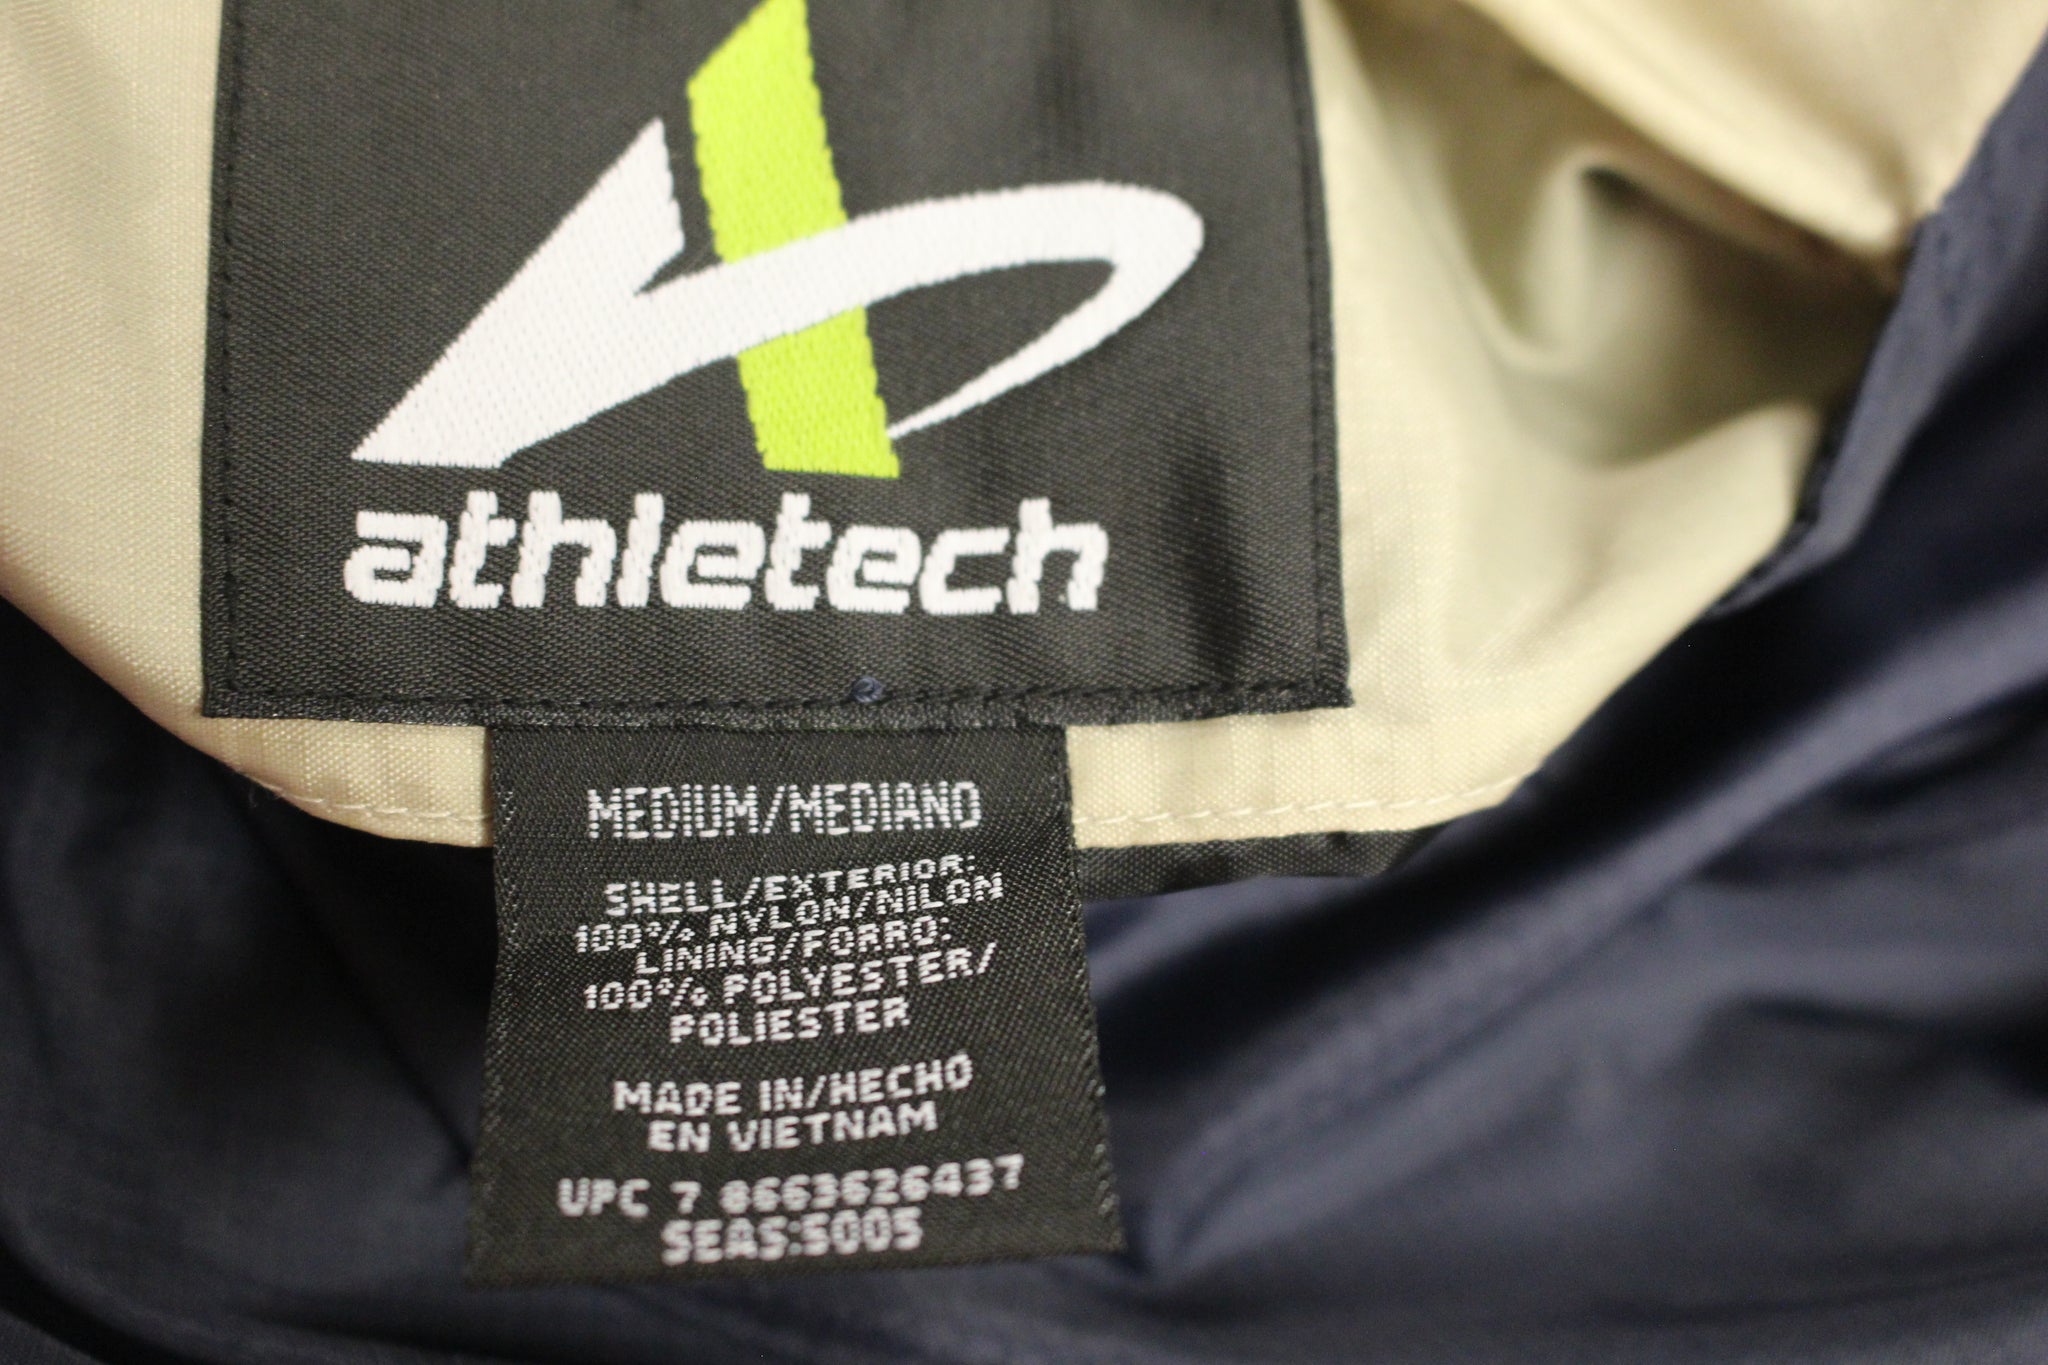 athletech
MEDIUM/MEDIANO
SHELL/EXTERIOR:
100% NYLON/NILON
LINING/FORRO:
100% POLYESTER/
POLIESTER
MADE IN/HECHO
EN VIETNAM
UPC 7 8663626437
SEAS:5005